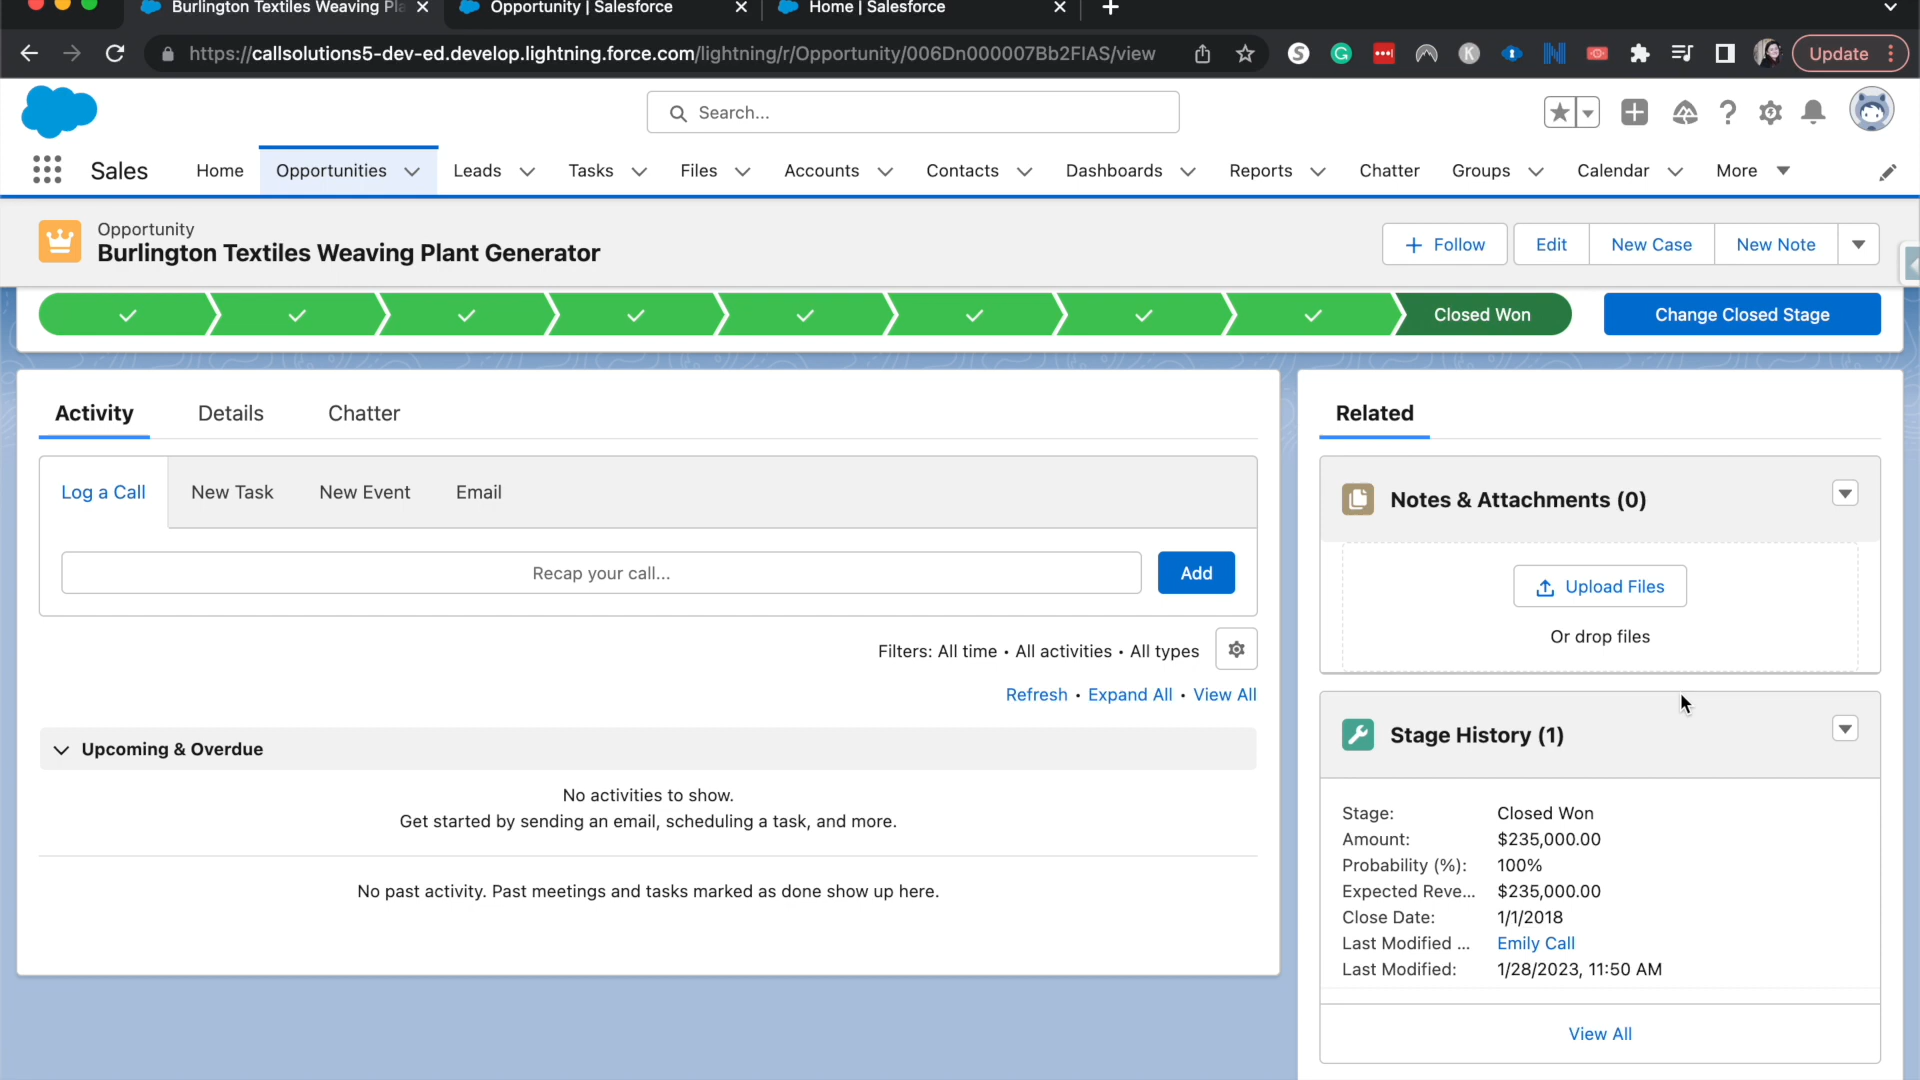 Burlington Textiles Weaving Pla
Opportunity | Salesforce
Home | Salesforce
https://callsolutions5-dev-ed.develop.lightning.force.com/lightning/r/Opportunity/006Dn000007Bb2FIAS/view
Update
Search...
Sales
Home
Opportunities
Leads
Tasks
Files
Accounts
Contacts
Dashboards
Reports
Chatter
Groups
Calendar
More
Opportunity
Burlington Textiles Weaving Plant Generator
+ Follow
Edit
New Case
New Note
Closed Won
Change Closed Stage
Activity
Details
Chatter
Log a Call
New Task
New Event
Email
Recap your call...
Add
Filters: All time • All activities • All types
Refresh • Expand All • View All
Upcoming & Overdue
No activities to show.
Get started by sending an email, scheduling a task, and more.
No past activity. Past meetings and tasks marked as done show up here.
Related
Notes & Attachments (0)
Upload Files
Or drop files
Stage History (1)
Stage: Closed Won
Amount: $235,000.00
Probability (%): 100%
Expected Reve... $235,000.00
Close Date: 1/1/2018
Last Modified ... Emily Call
Last Modified: 1/28/2023, 11:50 AM
View All